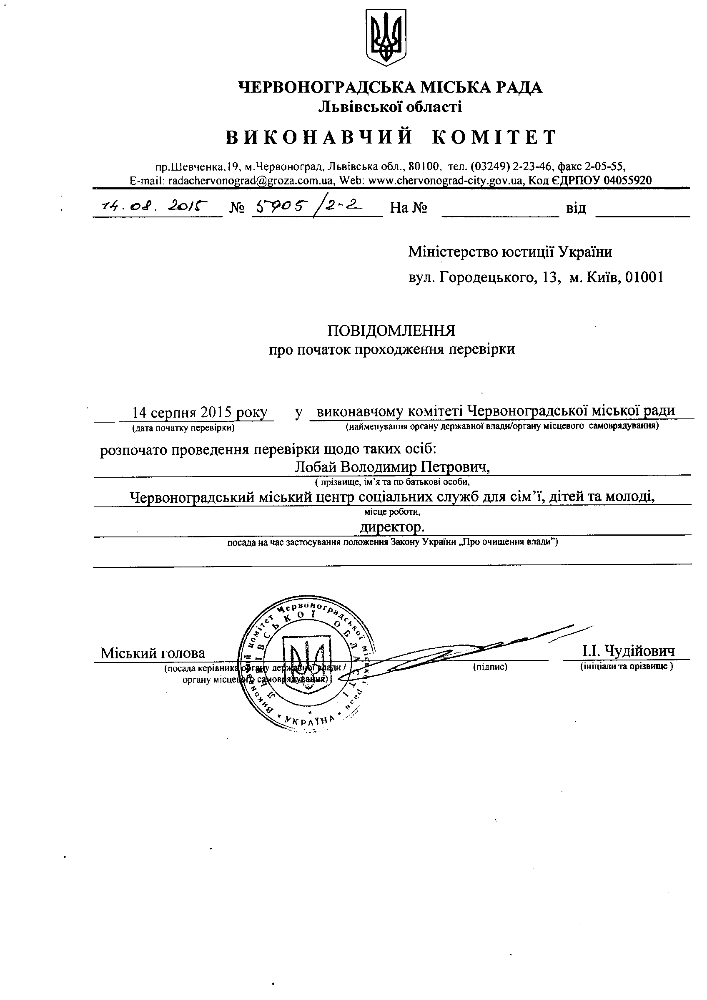 ЧЕРВОНОГРАДСЬКА МІСЬКА РАДА
Львівської області
ВИКОНАВЧИЙ КОМІТЕТ
пр.Шевченка,19, м.Червоноград, Львівська обл., 80100, тел. (03249) 2-23-46, факс 2-05-55,
E-mail: radachervonograd@groza.com.ua, Web: www.chervonograd-city.gov.ua, Код ЄДРПОУ 04055920
14.08.2015 № 5905/2-2 На № від
Міністерство юстиції України
вул. Городецького, 13, м. Київ, 01001
ПОВІДОМЛЕННЯ
про початок проходження перевірки
14 серпня 2015 року у виконавчому комітеті Червоноградської міської ради
(дата початку перевірки) (найменування органу державної влади/органу місцевого самоврядування)
розпочато проведення перевірки щодо таких осіб:
Лобай Володимир Петрович,
( прізвище, ім’я та по батькові особи,
Червоноградський міський центр соціальних служб для сім’ї, дітей та молоді,
місце роботи,
директор.
посада на час застосування положення Закону України „Про очищення влади”)
Міський голова І.І. Чудійович
(посада керівника органу державної влади / (підпис) (ініціали та прізвище )
органу місцевого самоврядування)
Виконавчий комітет Червоноградської міської ради
ЛЬВІВСЬКОЇ ОБЛАСТІ
* УКРАЇНА *